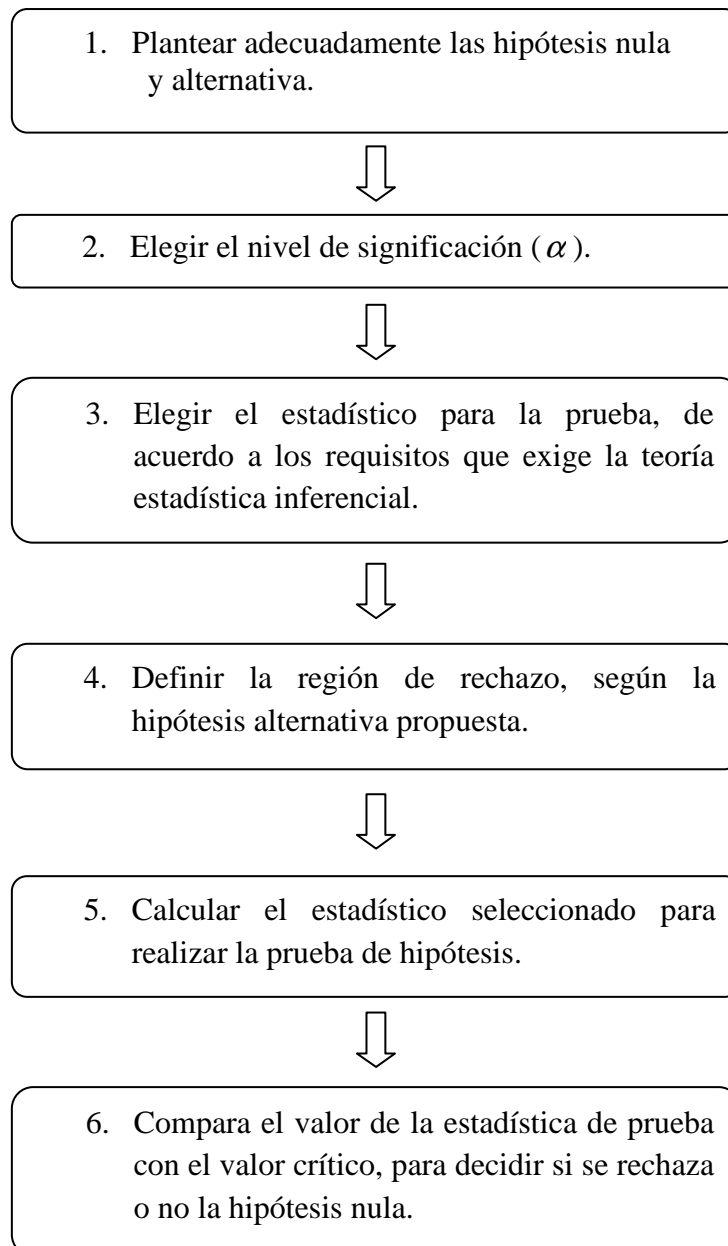 1. Plantear adecuadamente las hipótesis nula
y alternativa.
2. Elegir el nivel de significación ( α ).
3. Elegir el estadístico para la prueba, de
acuerdo a los requisitos que exige la teoría
estadística inferencial.
4. Definir la región de rechazo, según la
hipótesis alternativa propuesta.
5. Calcular el estadístico seleccionado para
realizar la prueba de hipótesis.
6. Compara el valor de la estadística de prueba
con el valor crítico, para decidir si se rechaza
o no la hipótesis nula.